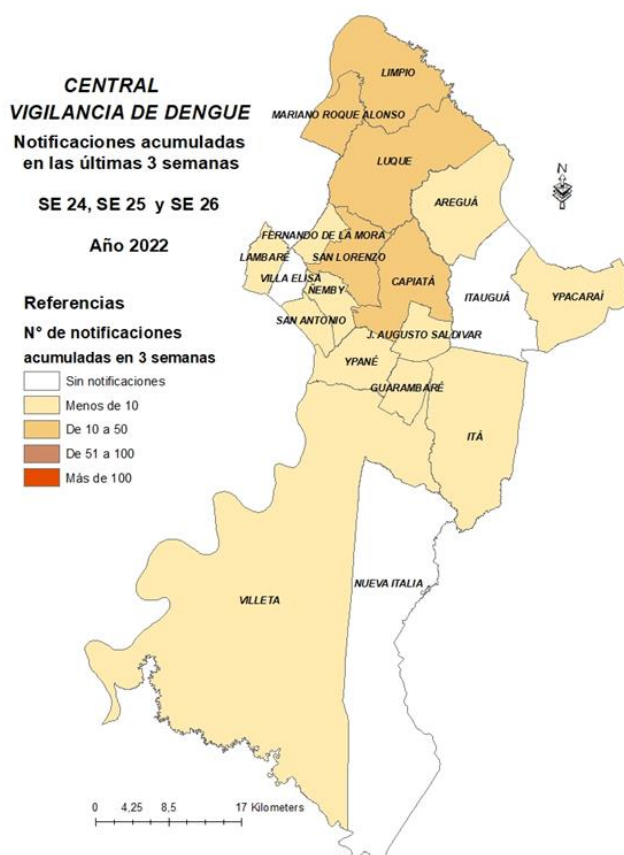 CENTRAL
VIGILANCIA DE DENGUE
Notificaciones acumuladas
en las últimas 3 semanas
SE 24, SE 25 y SE 26
Año 2022
Referencias
N° de notificaciones
acumuladas en 3 semanas
Sin notificaciones
Menos de 10
De 10 a 50
De 51 a 100
Más de 100
LIMPIO
MARIANO ROQUE ALONSO
LUQUE
N
AREGUÁ
FERNANDO DE LA MORA
LAMBARÉ
SAN LORENZO
VILLA ELISA
CAPIATÁ
ÑEMBY
ITAUGUÁ
YPACARAÍ
SAN ANTONIO
J. AUGUSTO SALDIVAR
YPANÉ
GUARAMBARÉ
ITÁ
NUEVA ITALIA
VILLETA
0 4,25 8,5 17 Kilometers